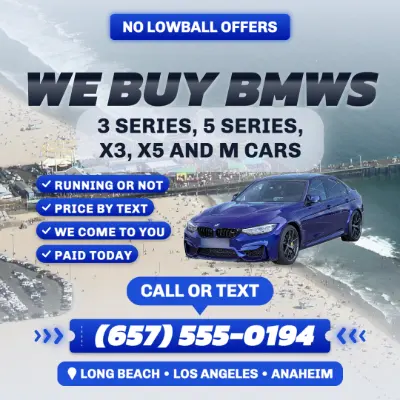 NO LOWBALL OFFERS
WE BUY BMWS
3 SERIES, 5 SERIES,
X3, X5 AND M CARS
RUNNING OR NOT
PRICE BY TEXT
WE COME TO YOU
PAID TODAY
CALL OR TEXT
(657) 555-0194
LONG BEACH • LOS ANGELES • ANAHEIM